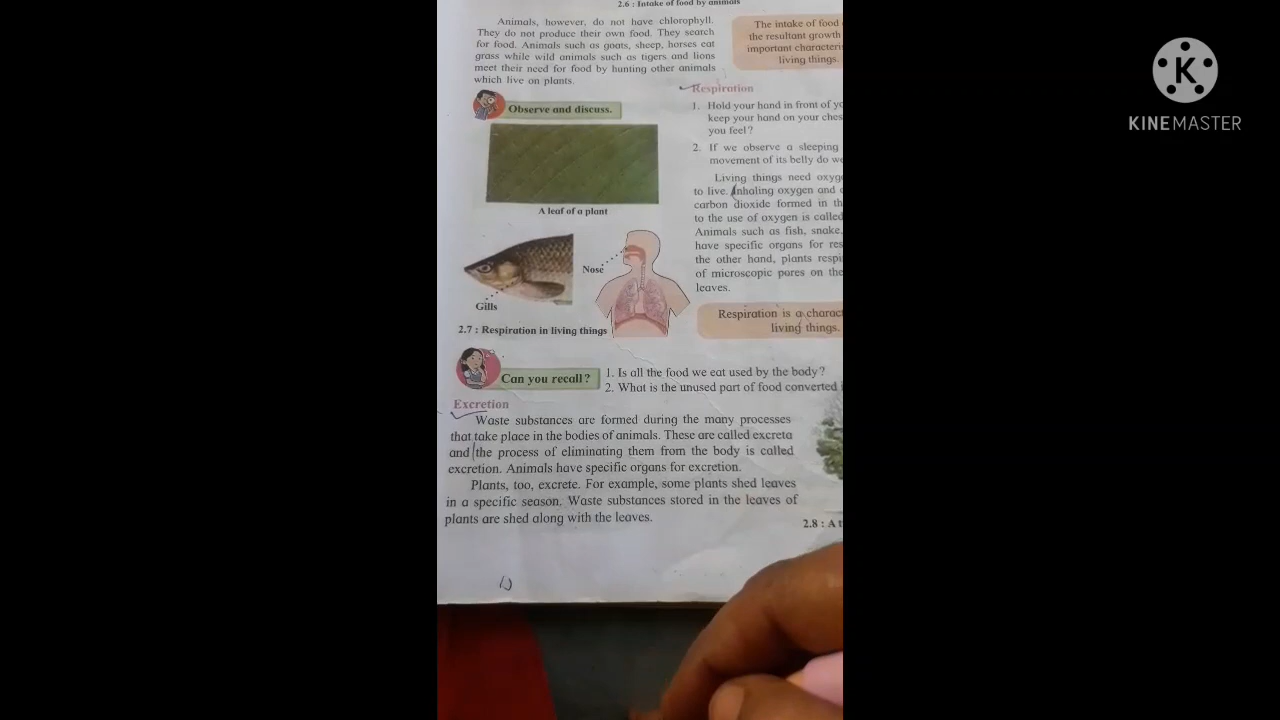 2.6 : Intake of food by animals
Animals, however, do not have chlorophyll.
They do not produce their own food. They search
for food. Animals such as goats, sheep, horses eat
grass while wild animals such as tigers and lions
meet their need for food by hunting other animals
which live on plants.
The intake of food
the resultant growth
important
living things.
Observe and discuss.
A leaf of a plant
Gills
Nose
2.7 : Respiration in living things
Respiration
1. Hold your hand in front of
keep your hand on your
you feel?
2. If we observe a sleeping
movement of its belly do
Living things need
to live. Inhaling oxygen and
carbon dioxide formed in
to the use of oxygen is called
Animals such as fish, snake,
have specific organs for
the other hand, plants
of microscopic pores on the
leaves.
Respiration is a
living things.
Can you recall?
1. Is all the food we eat used by the body?
2. What is the unused part of food converted
Excretion
Waste substances are formed during the many processes
that take place in the bodies of animals. These are called excreta
and the process of eliminating them from the body is called
excretion. Animals have specific organs for excretion.
Plants, too, excrete. For example, some plants shed leaves
in a specific season. Waste substances stored in the leaves of
plants are shed along with the leaves.
2.8 : A
K
KINEMASTER